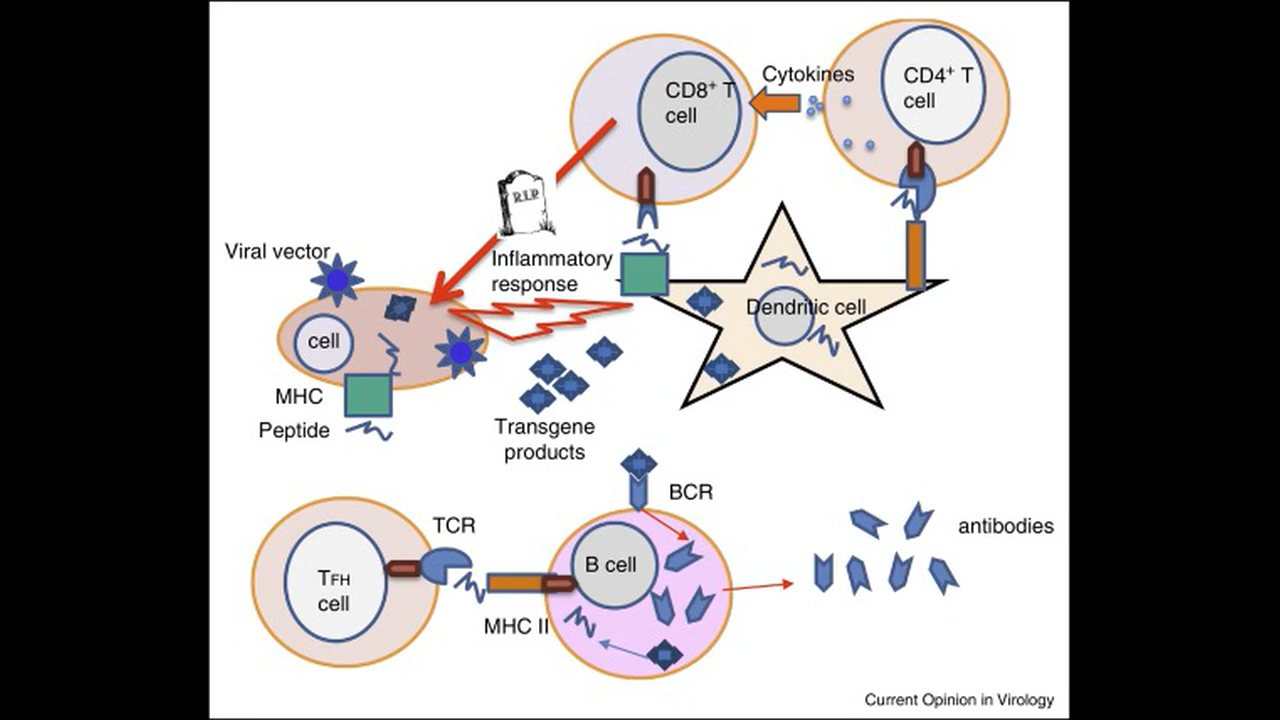 CD8⁺ T
cell
Cytokines
CD4⁺ T
cell
R.I.P
Viral vector
Inflammatory
response
Dendritic cell
cell
MHC
Peptide
Transgene
products
BCR
TCR
B cell
antibodies
TFH
cell
MHC II
Current Opinion in Virology